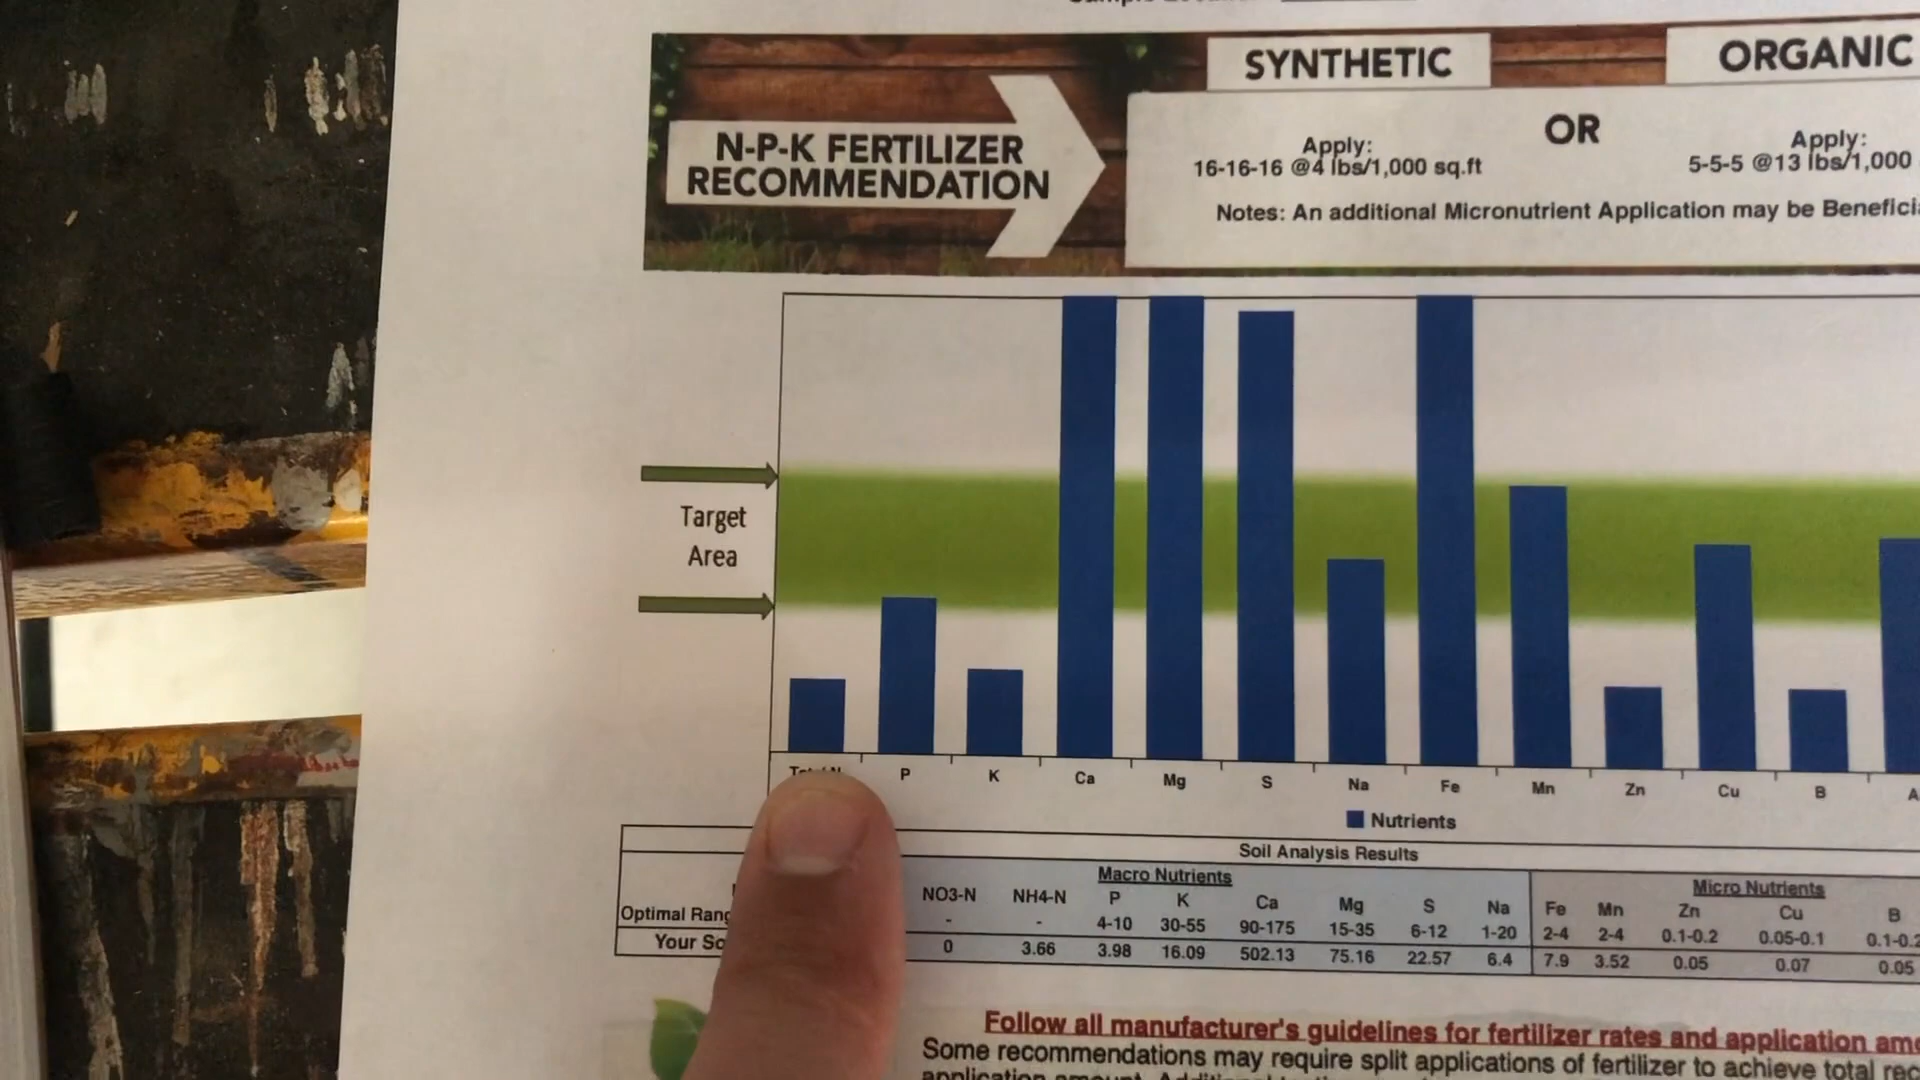 SYNTHETIC
ORGANIC
N-P-K FERTILIZER
RECOMMENDATION
Apply:
16-16-16 @4 lbs/1,000 sq.ft
OR
Apply:
5-5-5 @13 lbs/1,000
Notes: An additional Micronutrient Application may be
Target
Area
P K Ca Mg S Na Fe Mn Zn Cu B
Nutrients
Soil Analysis Results
Macro Nutrients
Micro Nutrients
NO3-N NH4-N P K Ca Mg S Na Fe Mn Zn Cu B
Optimal - - 4-10 30-55 90-175 15-35 6-12 1-20 2-4 2-4 0.1-0.2 0.05-0.1 0.1-0.2
Your 0 3.66 3.98 16.09 502.13 75.16 22.57 6.4 7.9 3.52 0.05 0.07 0.05
Follow all manufacturer's guidelines for fertilizer rates and application
Some recommendations may require split applications of fertilizer to achieve total